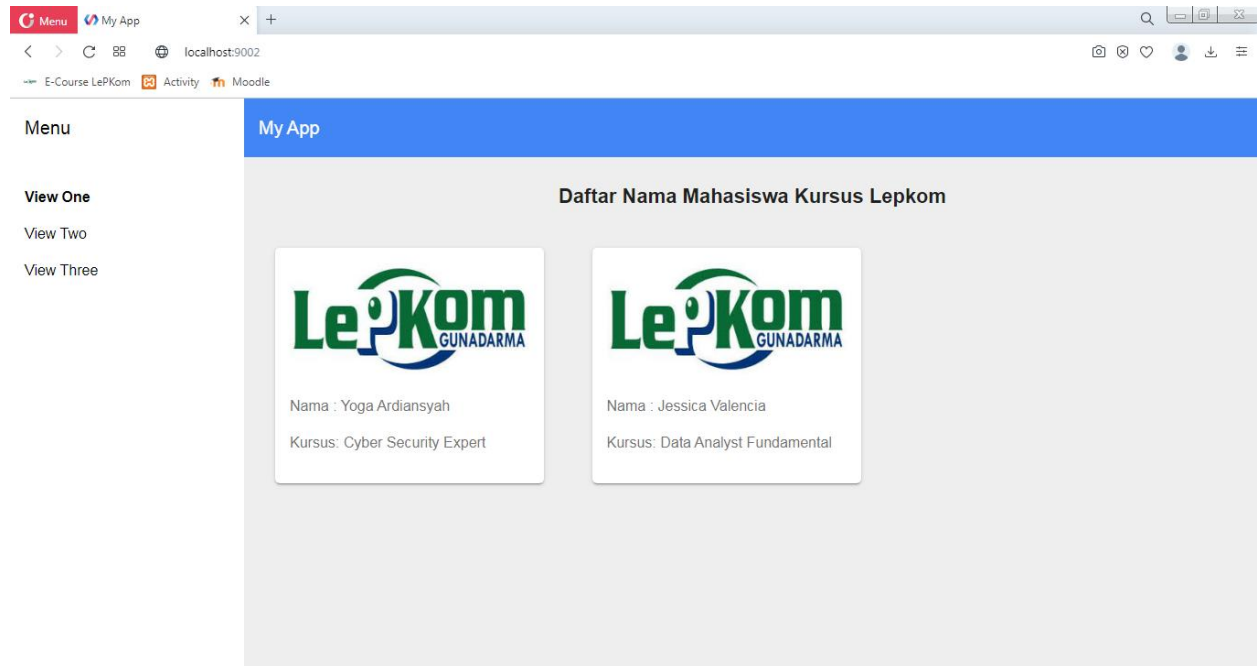 Menu My App
localhost:9002
E-Course LePKom Activity Moodle
Menu
My App
View One
View Two
View Three
Daftar Nama Mahasiswa Kursus Lepkom
LePKom
GUNADARMA
Nama : Yoga Ardiansyah
Kursus: Cyber Security Expert
LePKom
GUNADARMA
Nama : Jessica Valencia
Kursus: Data Analyst Fundamental